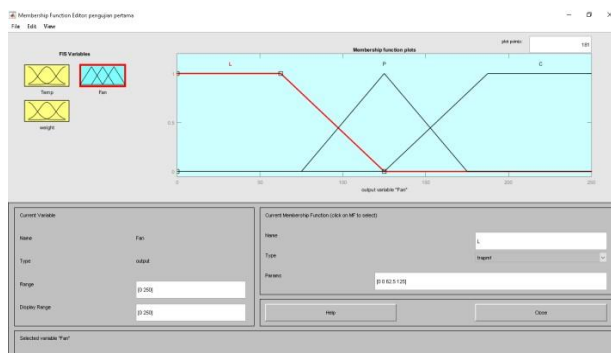 Membership Function Editor: pengujian pertama
File Edit View
FIS Variables
Membership function plots
plot points:
181
Temp
Fan
weight
L
P
C
1
0.5
0
0
50
100
150
200
250
output variable "Fan"
Current Variable
Name
Fan
Type
output
Range
[0 250]
Display Range
[0 250]
Current Membership Function (click on MF to select)
Name
L
Type
trapmf
Params
[0 0 62.5 125]
Help
Close
Selected variable "Fan"